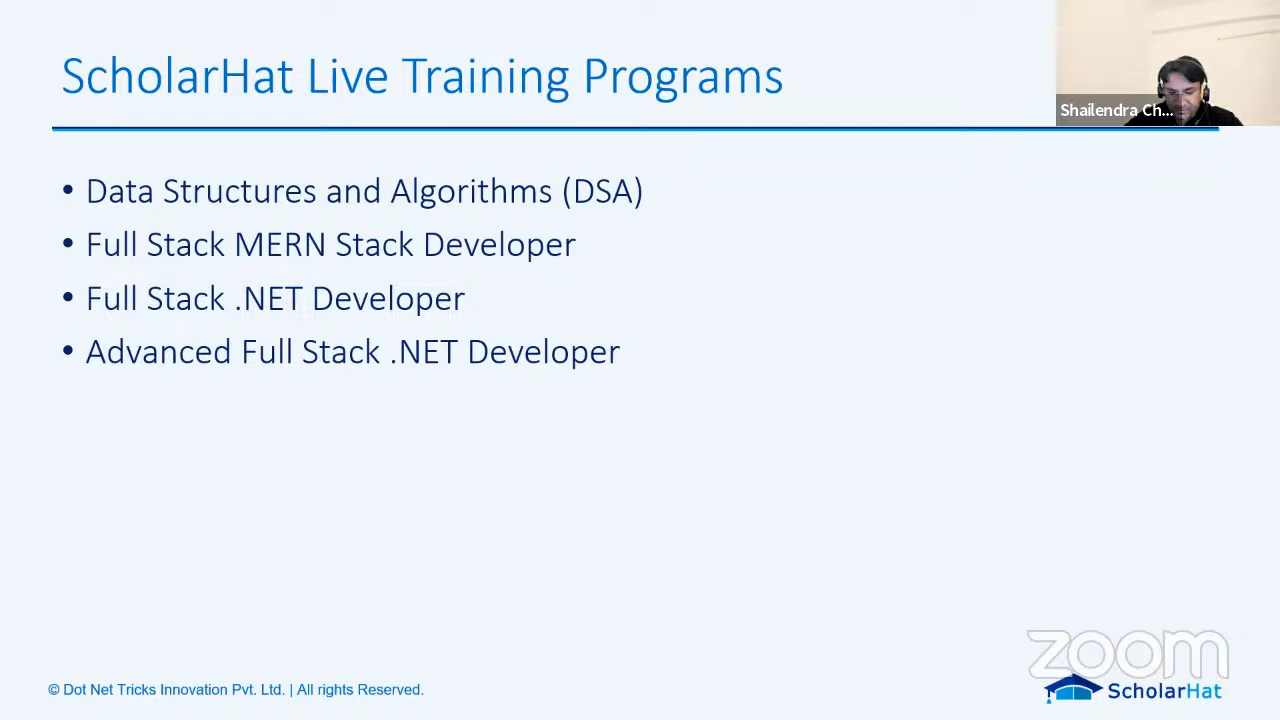 ScholarHat Live Training Programs
Shailendra Ch...
• Data Structures and Algorithms (DSA)
• Full Stack MERN Stack Developer
• Full Stack .NET Developer
• Advanced Full Stack .NET Developer
zoom
© Dot Net Tricks Innovation Pvt. Ltd. | All rights Reserved.
ScholarHat